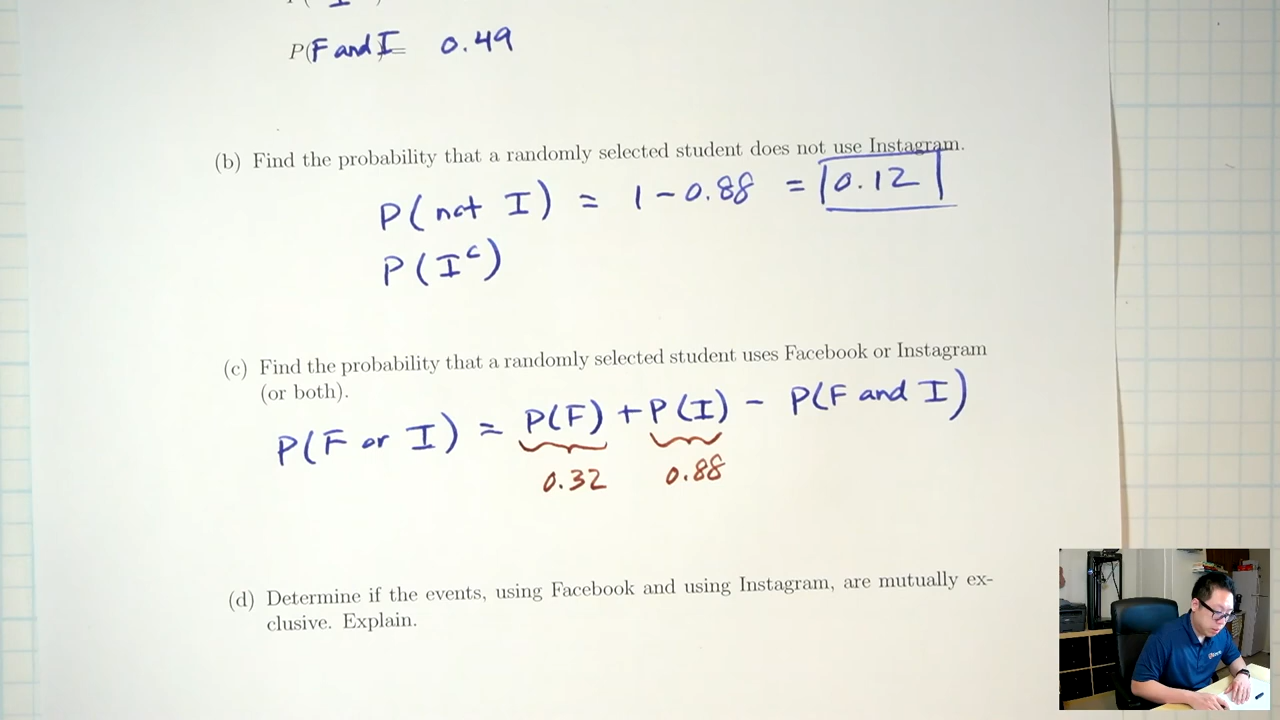 P(F and I) = 0.49
(b) Find the probability that a randomly selected student does not use Instagram.
P(not I) = 1 - 0.88 = 0.12
P(Iᶜ)
(c) Find the probability that a randomly selected student uses Facebook or Instagram
(or both).
P(F or I) = P(F) + P(I) - P(F and I)
0.32 0.88
(d) Determine if the events, using Facebook and using Instagram, are mutually ex-
clusive. Explain.